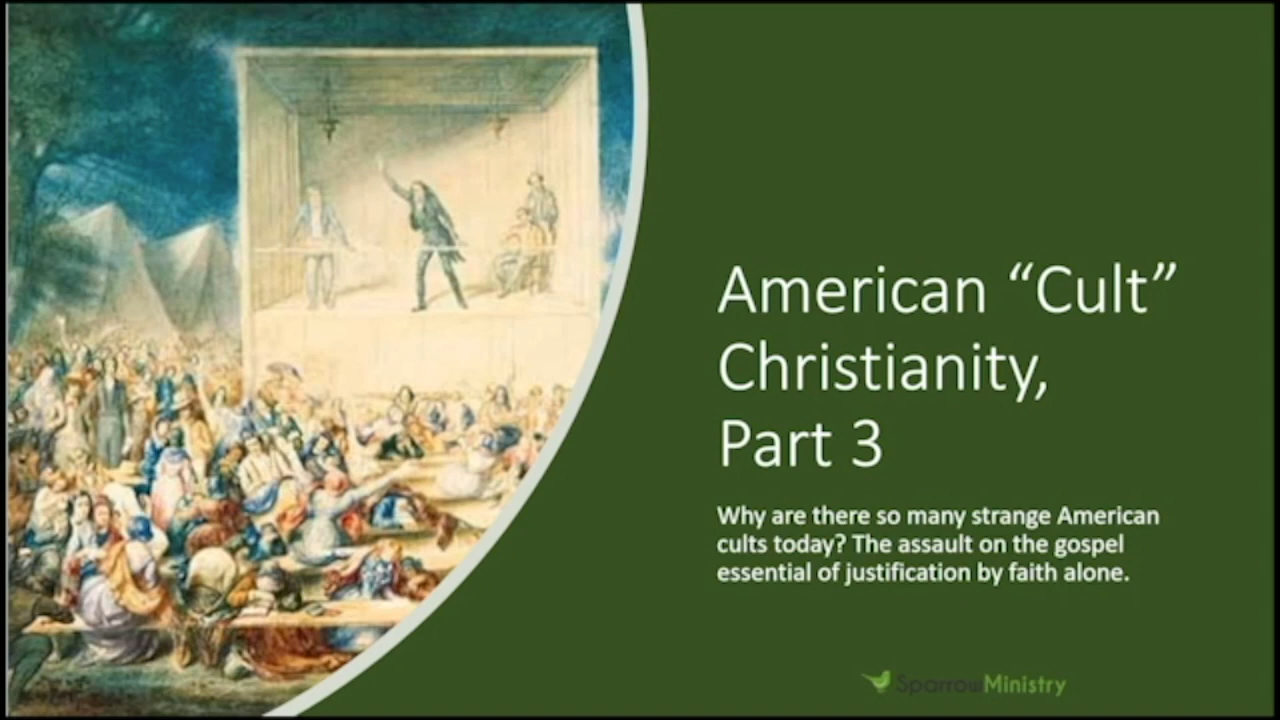 American “Cult”
Christianity,
Part 3
Why are there so many strange American
cults today? The assault on the gospel
essential of justification by faith alone.
SparrowMinistry